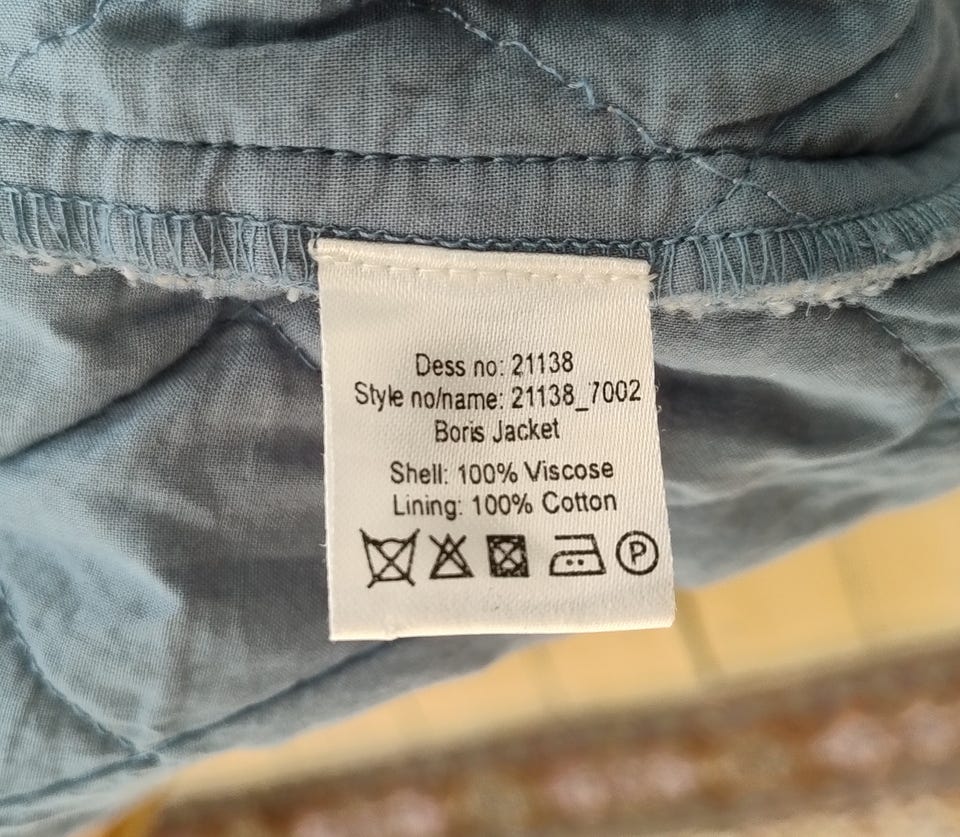 Dess no: 21138
Style no/name: 21138_7002
Boris Jacket
Shell: 100% Viscose
Lining: 100% Cotton
P